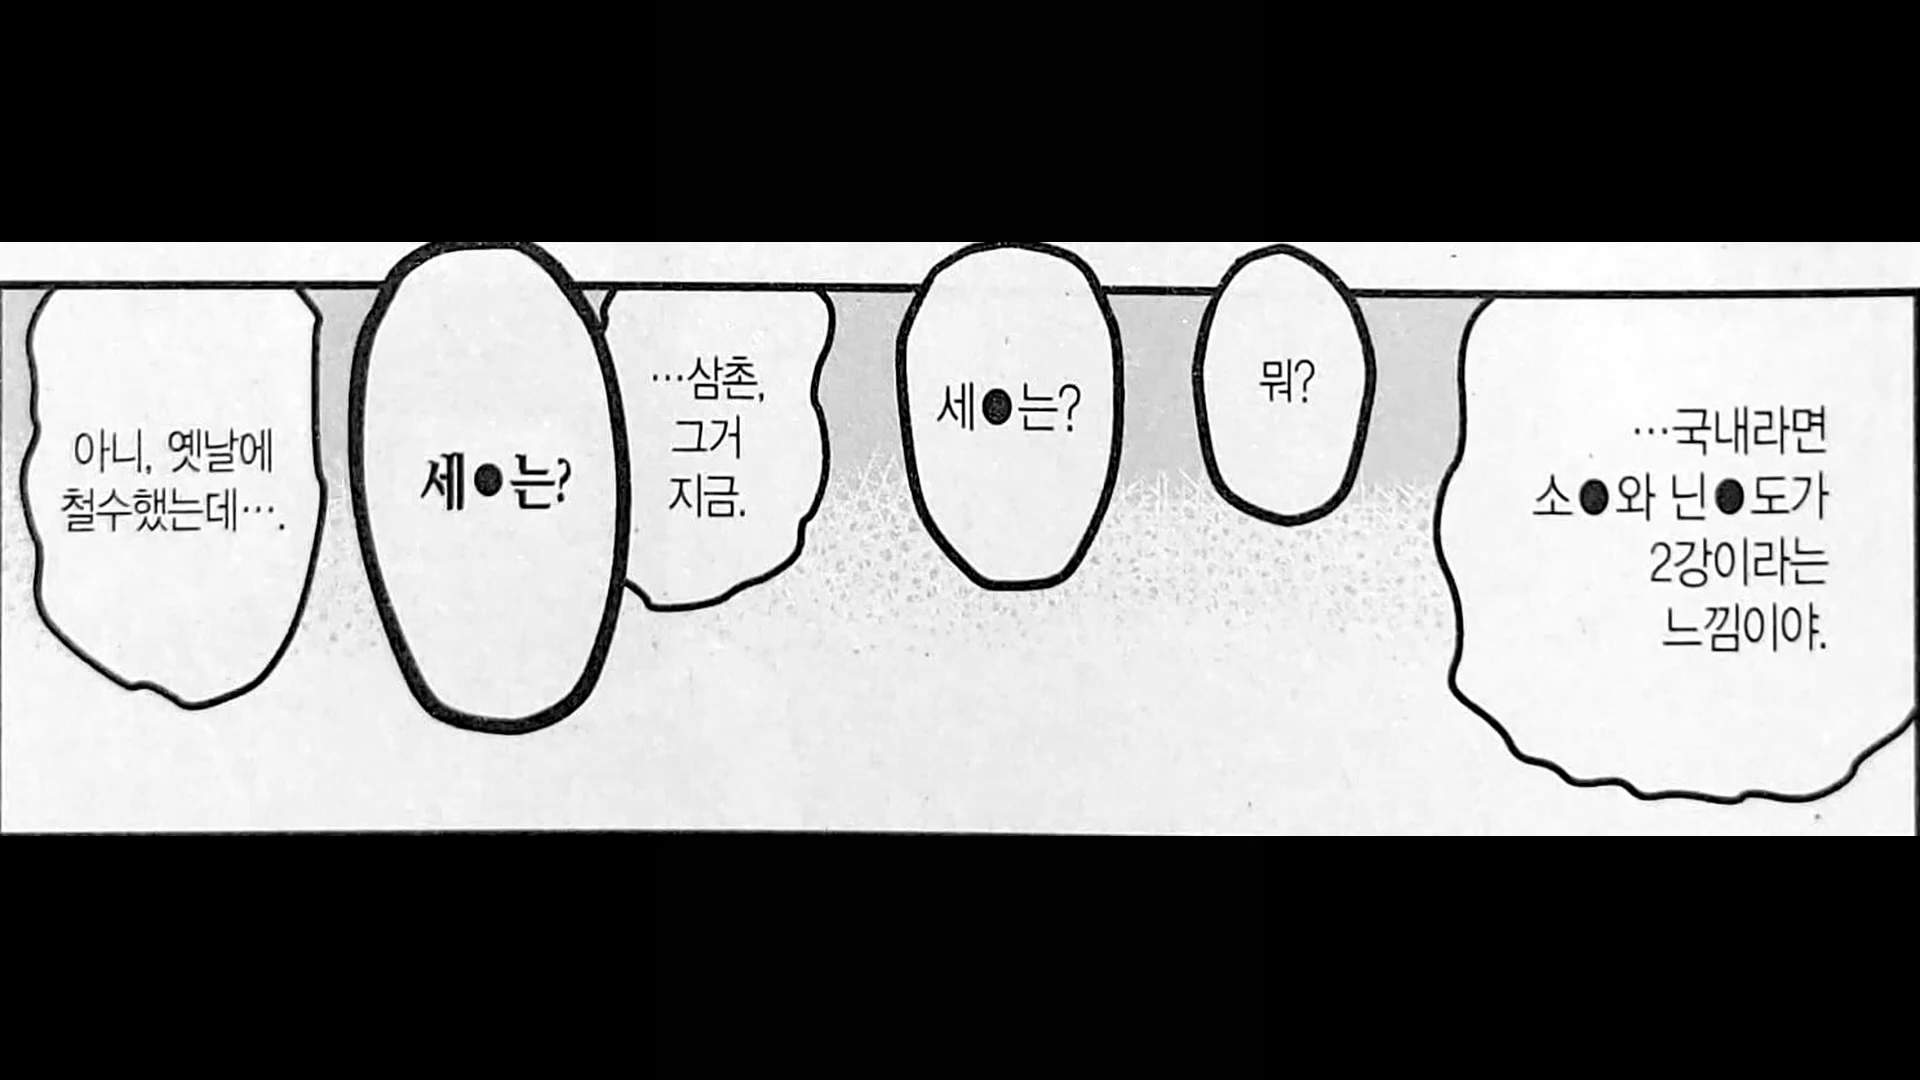 …국내라면
소●와 닌●도가
2강이라는
느낌이야.
뭐?
세●는?
…삼촌,
그거
지금.
세●는?
아니, 옛날에
철수했는데….